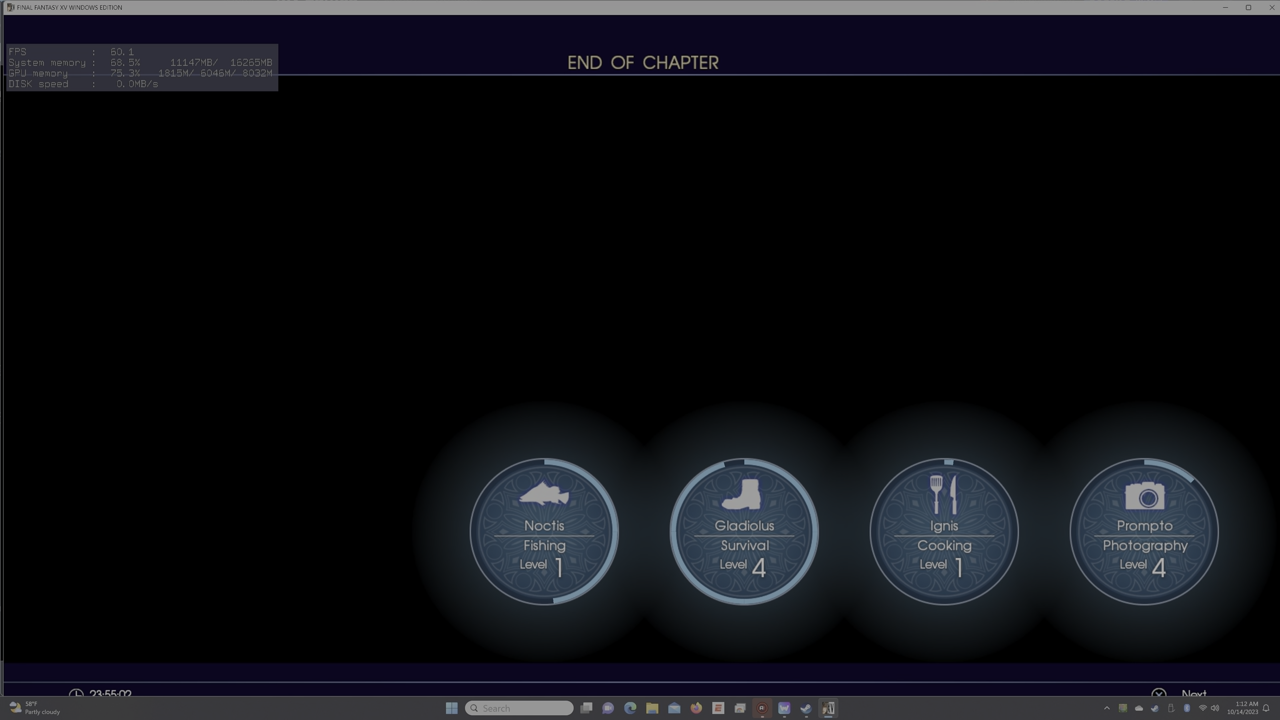 FINAL FANTASY XV WINDOWS EDITION
FPS : 60.1
System memory : 68.5% 11147MB/ 16265MB
GPU memory : 75.3% 1815M/ 6046M/ 8032M
DISK speed : 0.0MB/s
END OF CHAPTER
Noctis
Fishing
Level 1
Gladiolus
Survival
Level 4
Ignis
Cooking
Level 1
Prompto
Photography
Level 4
23:55:02
Next
58°F
Partly cloudy
Search
1:12 AM
10/14/2023